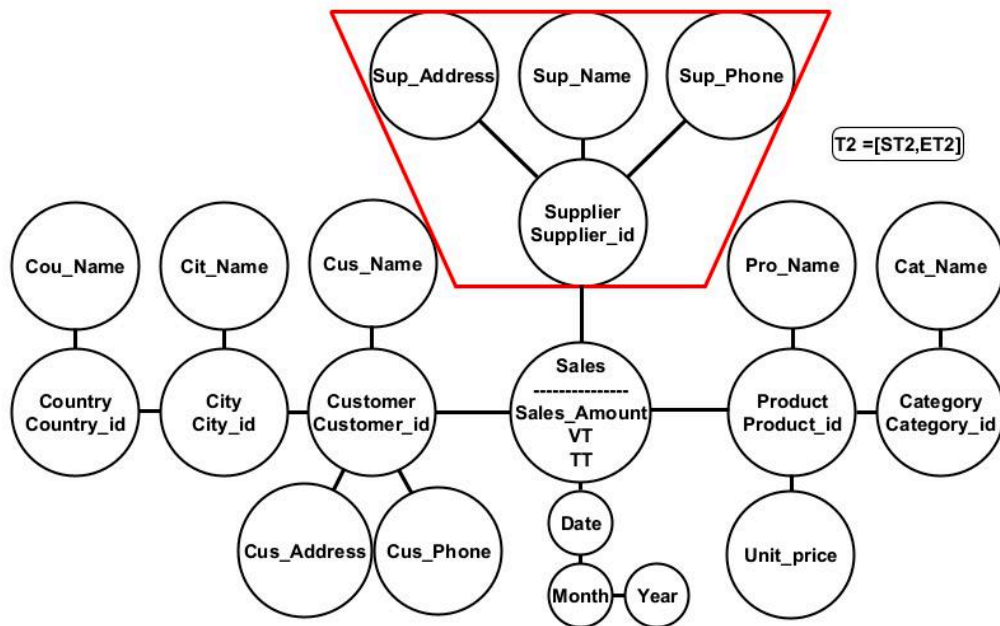 Sup_Address
Sup_Name
Sup_Phone
T2 =[ST2,ET2]
Supplier
Supplier_id
Cou_Name
Cit_Name
Cus_Name
Pro_Name
Cat_Name
Country
Country_id
City
City_id
Customer
Customer_id
Sales
---------------
Sales_Amount
VT
TT
Product
Product_id
Category
Category_id
Cus_Address
Cus_Phone
Date
Unit_price
Month
Year